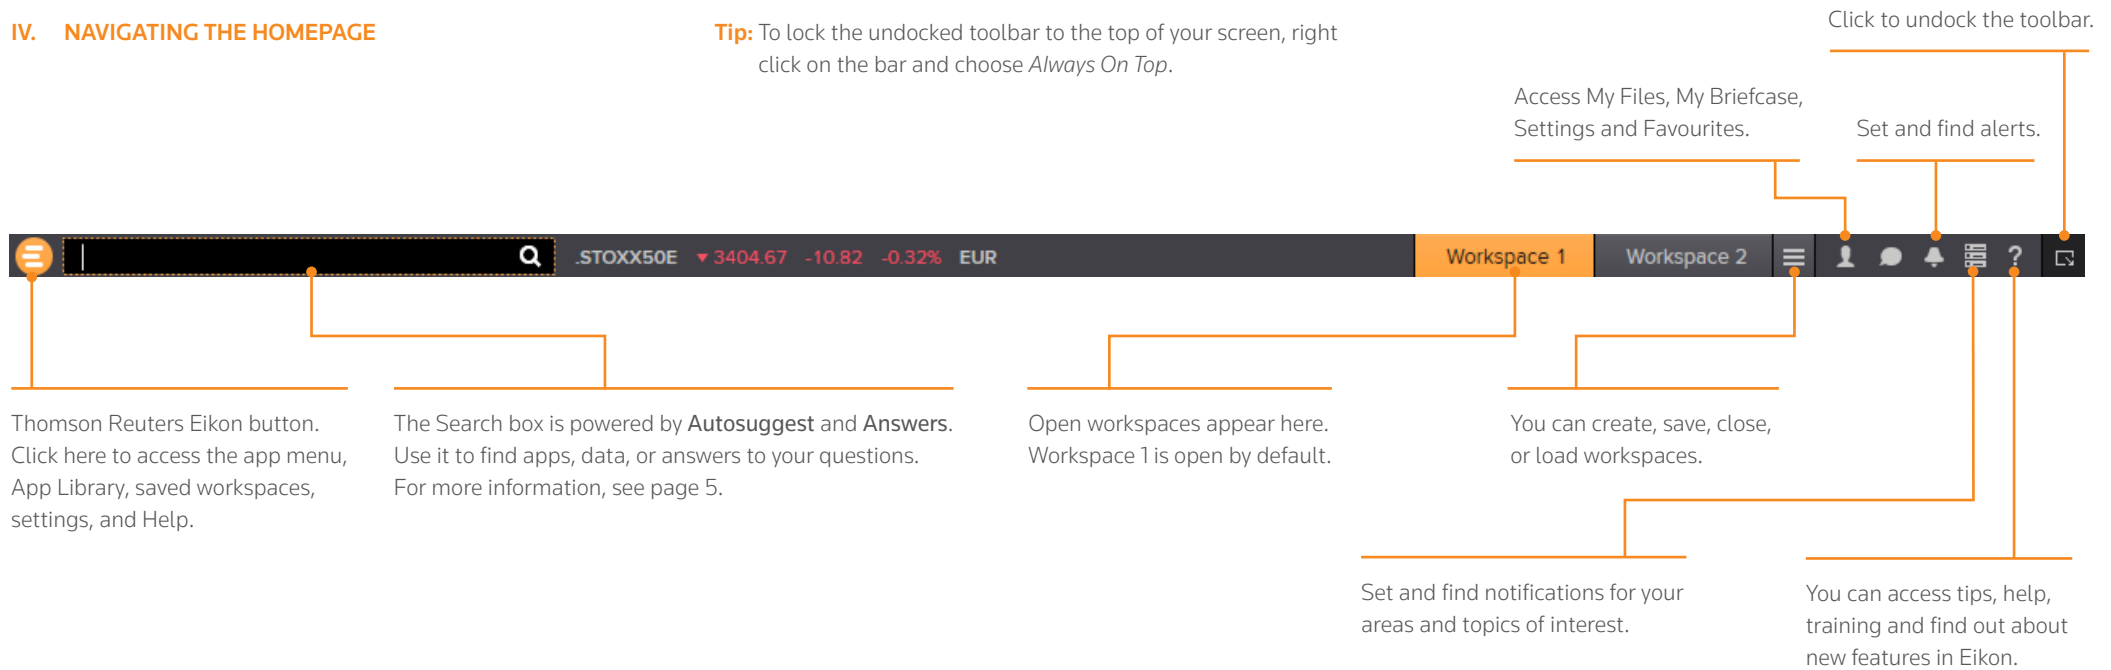 IV. NAVIGATING THE HOMEPAGE
Tip: To lock the undocked toolbar to the top of your screen, right
click on the bar and choose Always On Top.
Click to undock the toolbar.
Access My Files, My Briefcase,
Settings and Favourites.
Set and find alerts.
.STOXX50E ▼3404.67 -10.82 -0.32% EUR
Workspace 1
Workspace 2
?
Thomson Reuters Eikon button.
Click here to access the app menu,
App Library, saved workspaces,
settings, and Help.
The Search box is powered by Autosuggest and Answers.
Use it to find apps, data, or answers to your questions.
For more information, see page 5.
Open workspaces appear here.
Workspace 1 is open by default.
You can create, save, close,
or load workspaces.
Set and find notifications for your
areas and topics of interest.
You can access tips, help,
training and find out about
new features in Eikon.